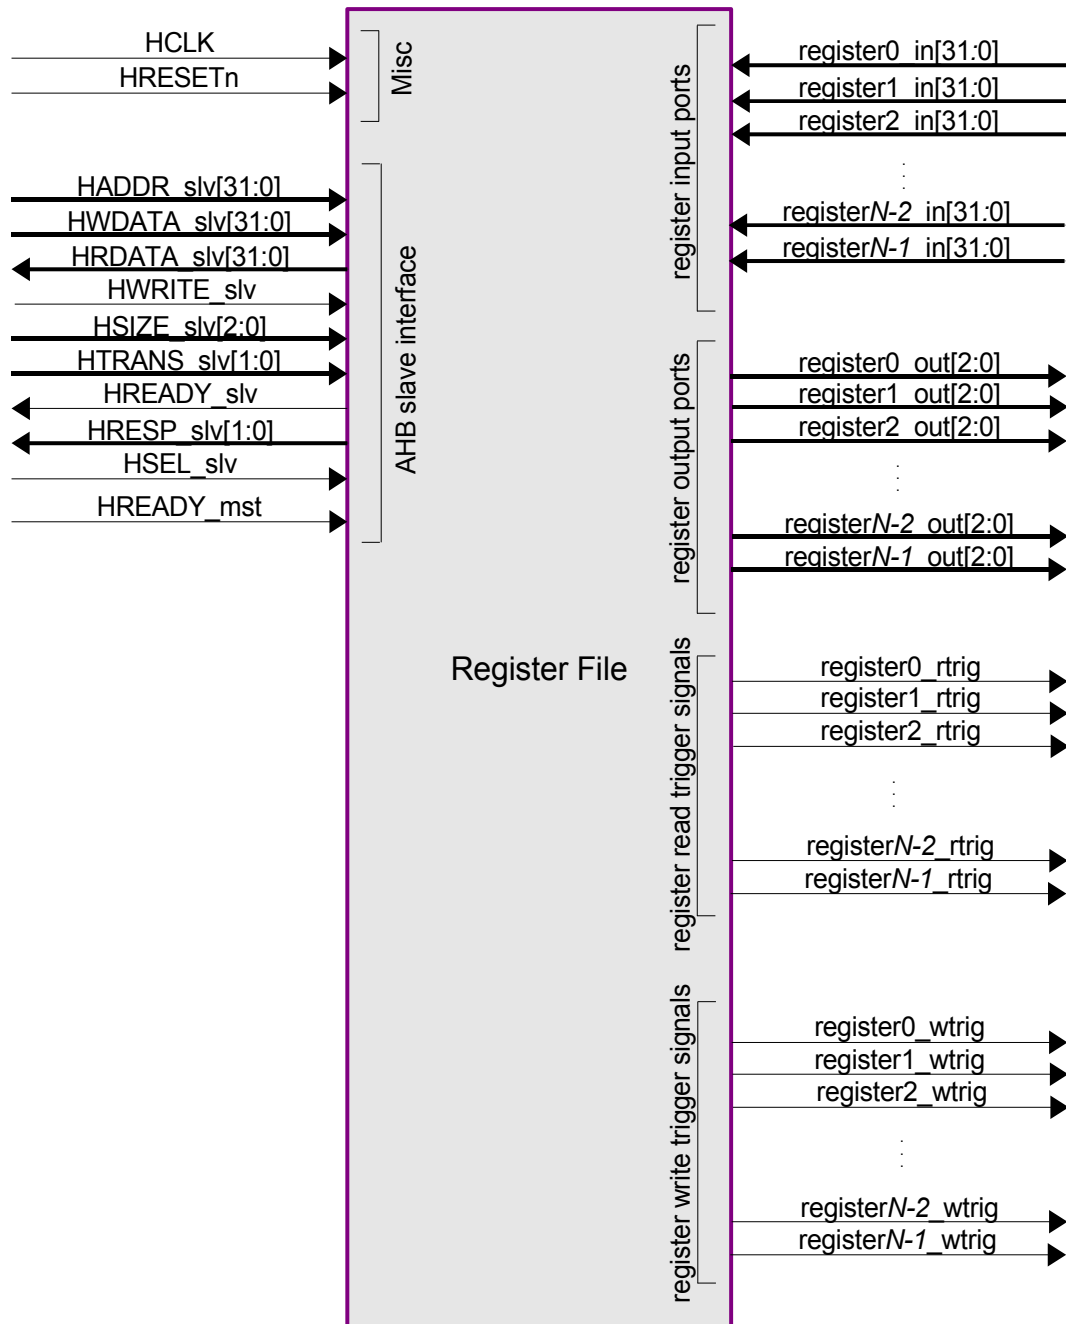 HCLK
HRESETn
Misc
HADDR_slv[31:0]
HWDATA_slv[31:0]
HRDATA_slv[31:0]
HWRITE_slv
HSIZE_slv[2:0]
HTRANS_slv[1:0]
HREADY_slv
HRESP_slv[1:0]
HSEL_slv
HREADY_mst
AHB slave interface
Register File
register input ports
register0_in[31:0]
register1_in[31:0]
register2_in[31:0]
registerN-2_in[31:0]
registerN-1_in[31:0]
register output ports
register0_out[2:0]
register1_out[2:0]
register2_out[2:0]
registerN-2_out[2:0]
registerN-1_out[2:0]
register read trigger signals
register0_rtrig
register1_rtrig
register2_rtrig
registerN-2_rtrig
registerN-1_rtrig
register write trigger signals
register0_wtrig
register1_wtrig
register2_wtrig
registerN-2_wtrig
registerN-1_wtrig